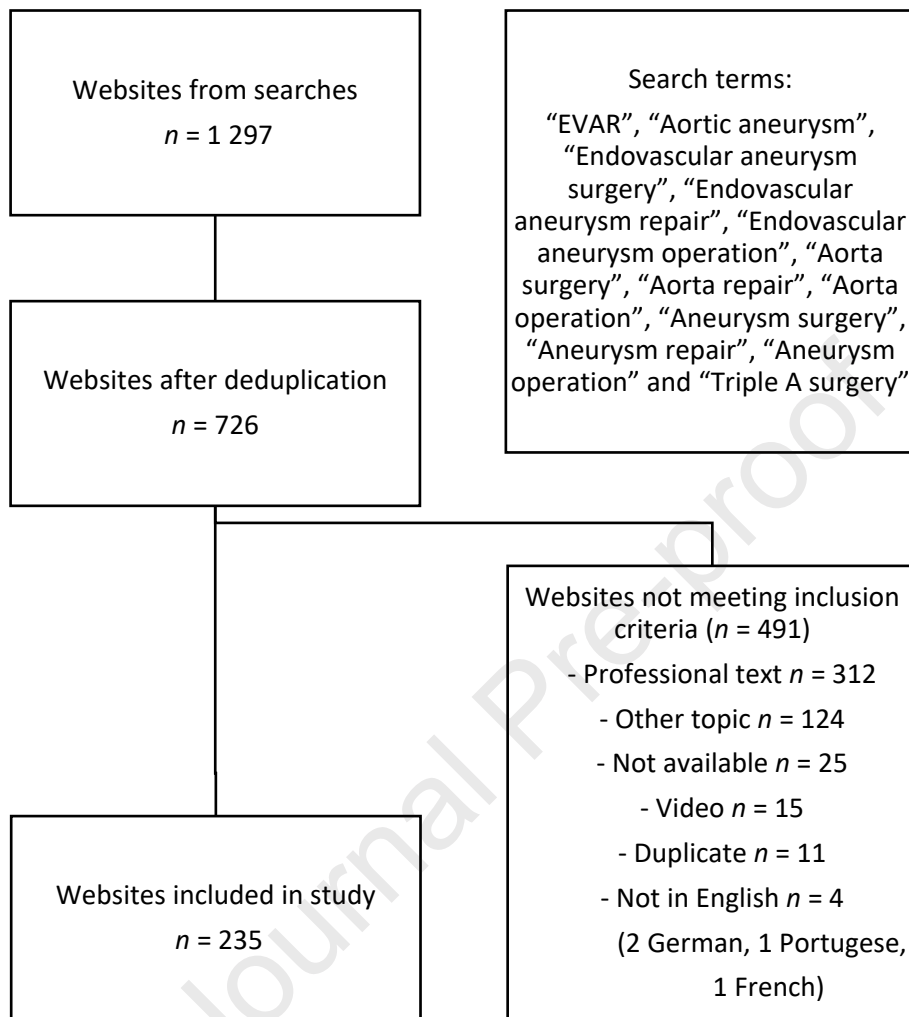 Websites from searches
n = 1 297
Search terms:
“EVAR”, “Aortic aneurysm”,
“Endovascular aneurysm
surgery”, “Endovascular
aneurysm repair”, “Endovascular
aneurysm operation”, “Aorta
surgery”, “Aorta repair”, “Aorta
operation”, “Aneurysm surgery”,
“Aneurysm repair”, “Aneurysm
operation” and “Triple A surgery”
Websites after deduplication
n = 726
Websites not meeting inclusion
criteria (n = 491)
- Professional text n = 312
- Other topic n = 124
- Not available n = 25
- Video n = 15
- Duplicate n = 11
- Not in English n = 4
(2 German, 1 Portugese,
1 French)
Websites included in study
n = 235
Journal Pre-proof